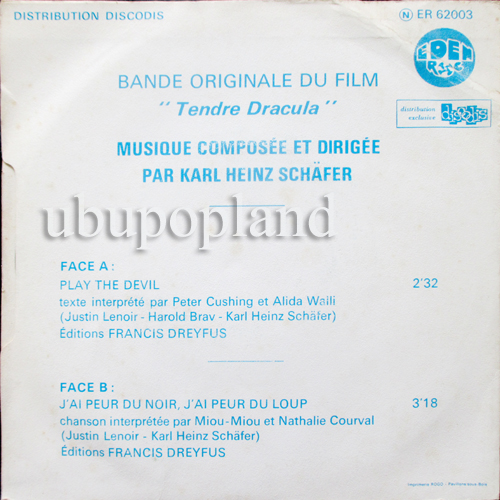 DISTRIBUTION DISCODIS
Ⓝ ER 62003
EDEN
ROC
BANDE ORIGINALE DU FILM
" Tendre Dracula "
distribution
exclusive
discodis
MUSIQUE COMPOSÉE ET DIRIGÉE
PAR KARL HEINZ SCHÄFER
ubupopland
FACE A :
PLAY THE DEVIL 2'32
texte interprété par Peter Cushing et Alida Waili
(Justin Lenoir - Harold Brav - Karl Heinz Schäfer)
Éditions FRANCIS DREYFUS
FACE B :
J'AI PEUR DU NOIR, J'AI PEUR DU LOUP 3'18
chanson interprétée par Miou-Miou et Nathalie Courval
(Justin Lenoir - Karl Heinz Schäfer)
Éditions FRANCIS DREYFUS